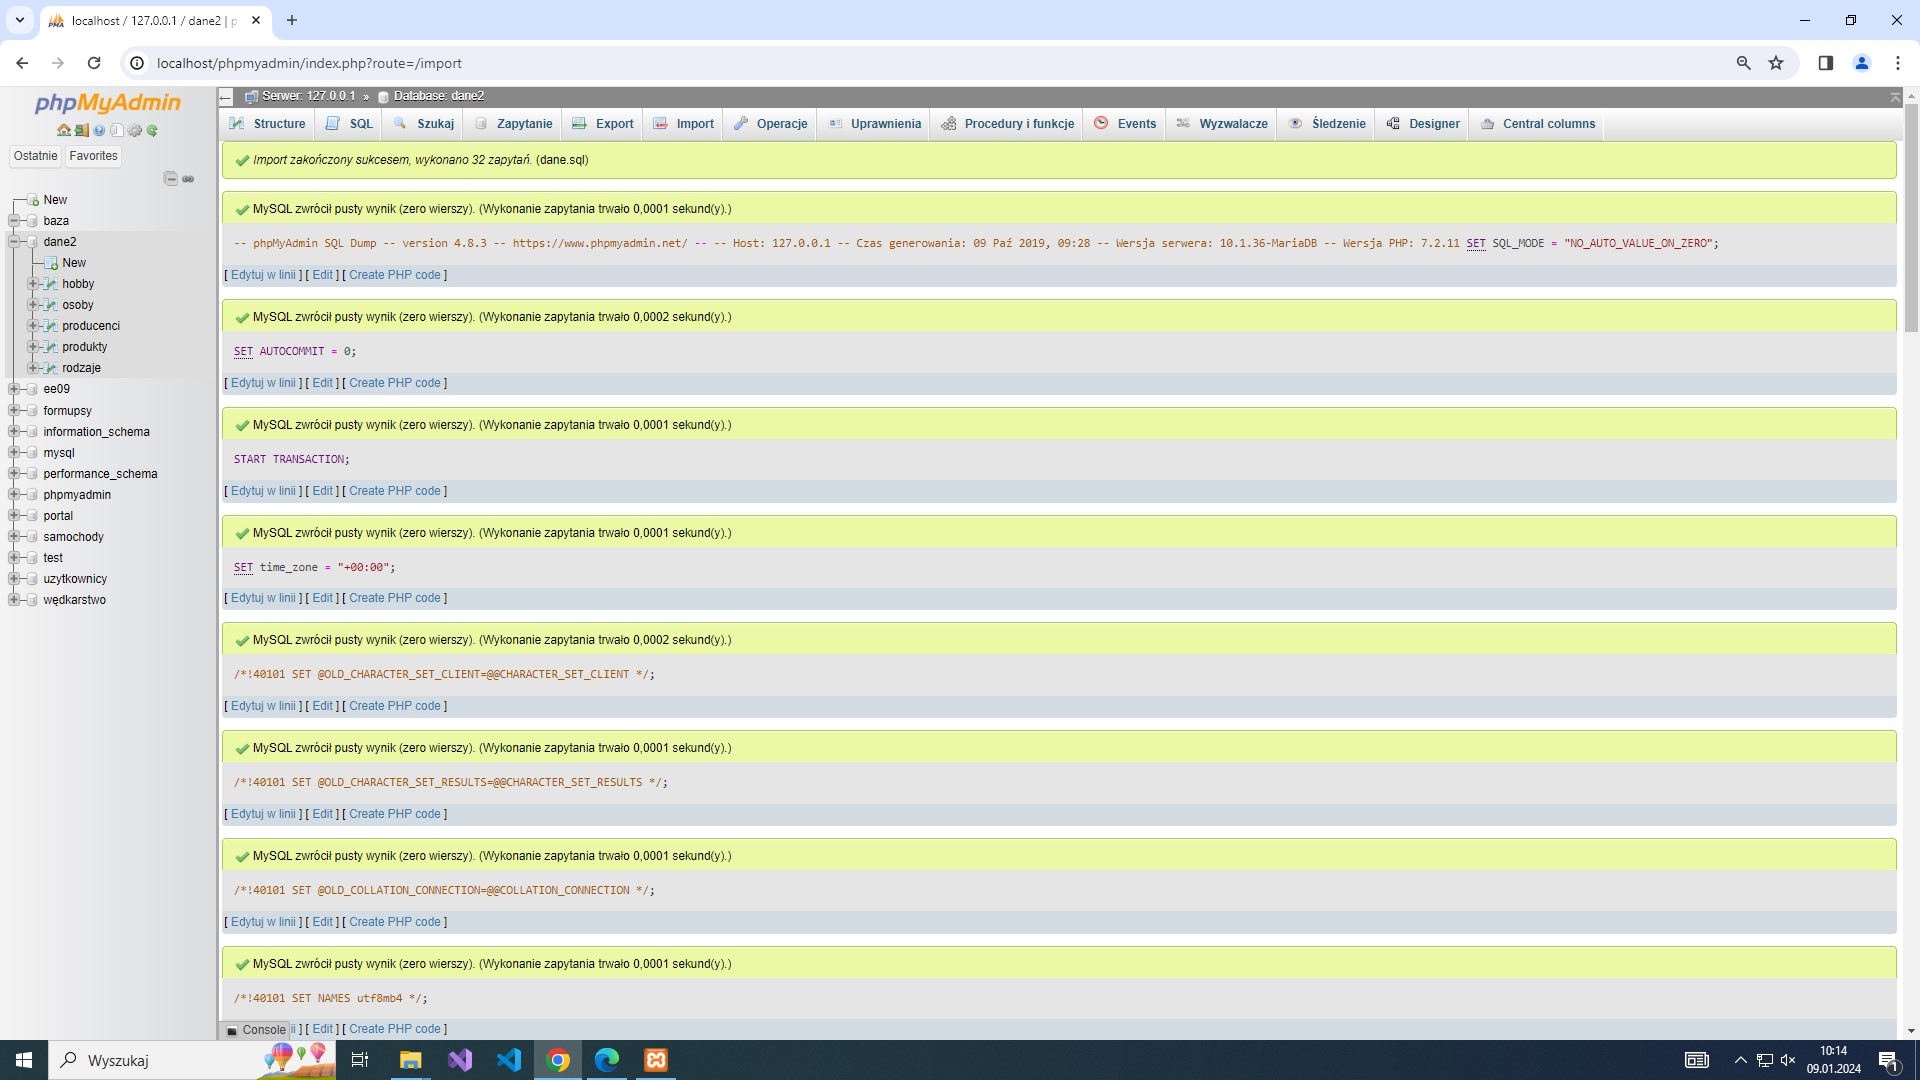 localhost / 127.0.0.1 / dane2 | p
localhost/phpmyadmin/index.php?route=/import
phpMyAdmin
Ostatnie
Favorites
New
baza
dane2
New
hobby
osoby
producenci
produkty
rodzaje
ee09
formupsy
information_schema
mysql
performance_schema
phpmyadmin
portal
samochody
test
uzytkownicy
wędkarstwo
Serwer: 127.0.0.1 » Database: dane2
Structure SQL Szukaj Zapytanie Export Import Operacje Uprawnienia Procedury i funkcje Events Wyzwalacze Śledzenie Designer Central columns
Import zakończony sukcesem, wykonano 32 zapytań. (dane.sql)
MySQL zwrócił pusty wynik (zero wierszy). (Wykonanie zapytania trwało 0,0001 sekund(y).)
-- phpMyAdmin SQL Dump -- version 4.8.3 -- https://www.phpmyadmin.net/ -- -- Host: 127.0.0.1 -- Czas generowania: 09 Paź 2019, 09:28 -- Wersja serwera: 10.1.36-MariaDB -- Wersja PHP: 7.2.11 SET SQL_MODE = "NO_AUTO_VALUE_ON_ZERO";
[ Edytuj w linii ] [ Edit ] [ Create PHP code ]
MySQL zwrócił pusty wynik (zero wierszy). (Wykonanie zapytania trwało 0,0002 sekund(y).)
SET AUTOCOMMIT = 0;
[ Edytuj w linii ] [ Edit ] [ Create PHP code ]
MySQL zwrócił pusty wynik (zero wierszy). (Wykonanie zapytania trwało 0,0001 sekund(y).)
START TRANSACTION;
[ Edytuj w linii ] [ Edit ] [ Create PHP code ]
MySQL zwrócił pusty wynik (zero wierszy). (Wykonanie zapytania trwało 0,0001 sekund(y).)
SET time_zone = "+00:00";
[ Edytuj w linii ] [ Edit ] [ Create PHP code ]
MySQL zwrócił pusty wynik (zero wierszy). (Wykonanie zapytania trwało 0,0002 sekund(y).)
/*!40101 SET @OLD_CHARACTER_SET_CLIENT=@@CHARACTER_SET_CLIENT */;
[ Edytuj w linii ] [ Edit ] [ Create PHP code ]
MySQL zwrócił pusty wynik (zero wierszy). (Wykonanie zapytania trwało 0,0001 sekund(y).)
/*!40101 SET @OLD_CHARACTER_SET_RESULTS=@@CHARACTER_SET_RESULTS */;
[ Edytuj w linii ] [ Edit ] [ Create PHP code ]
MySQL zwrócił pusty wynik (zero wierszy). (Wykonanie zapytania trwało 0,0001 sekund(y).)
/*!40101 SET @OLD_COLLATION_CONNECTION=@@COLLATION_CONNECTION */;
[ Edytuj w linii ] [ Edit ] [ Create PHP code ]
MySQL zwrócił pusty wynik (zero wierszy). (Wykonanie zapytania trwało 0,0001 sekund(y).)
/*!40101 SET NAMES utf8mb4 */;
Console ii ] [ Edit ] [ Create PHP code ]
Wyszukaj
10:14
09.01.2024
1